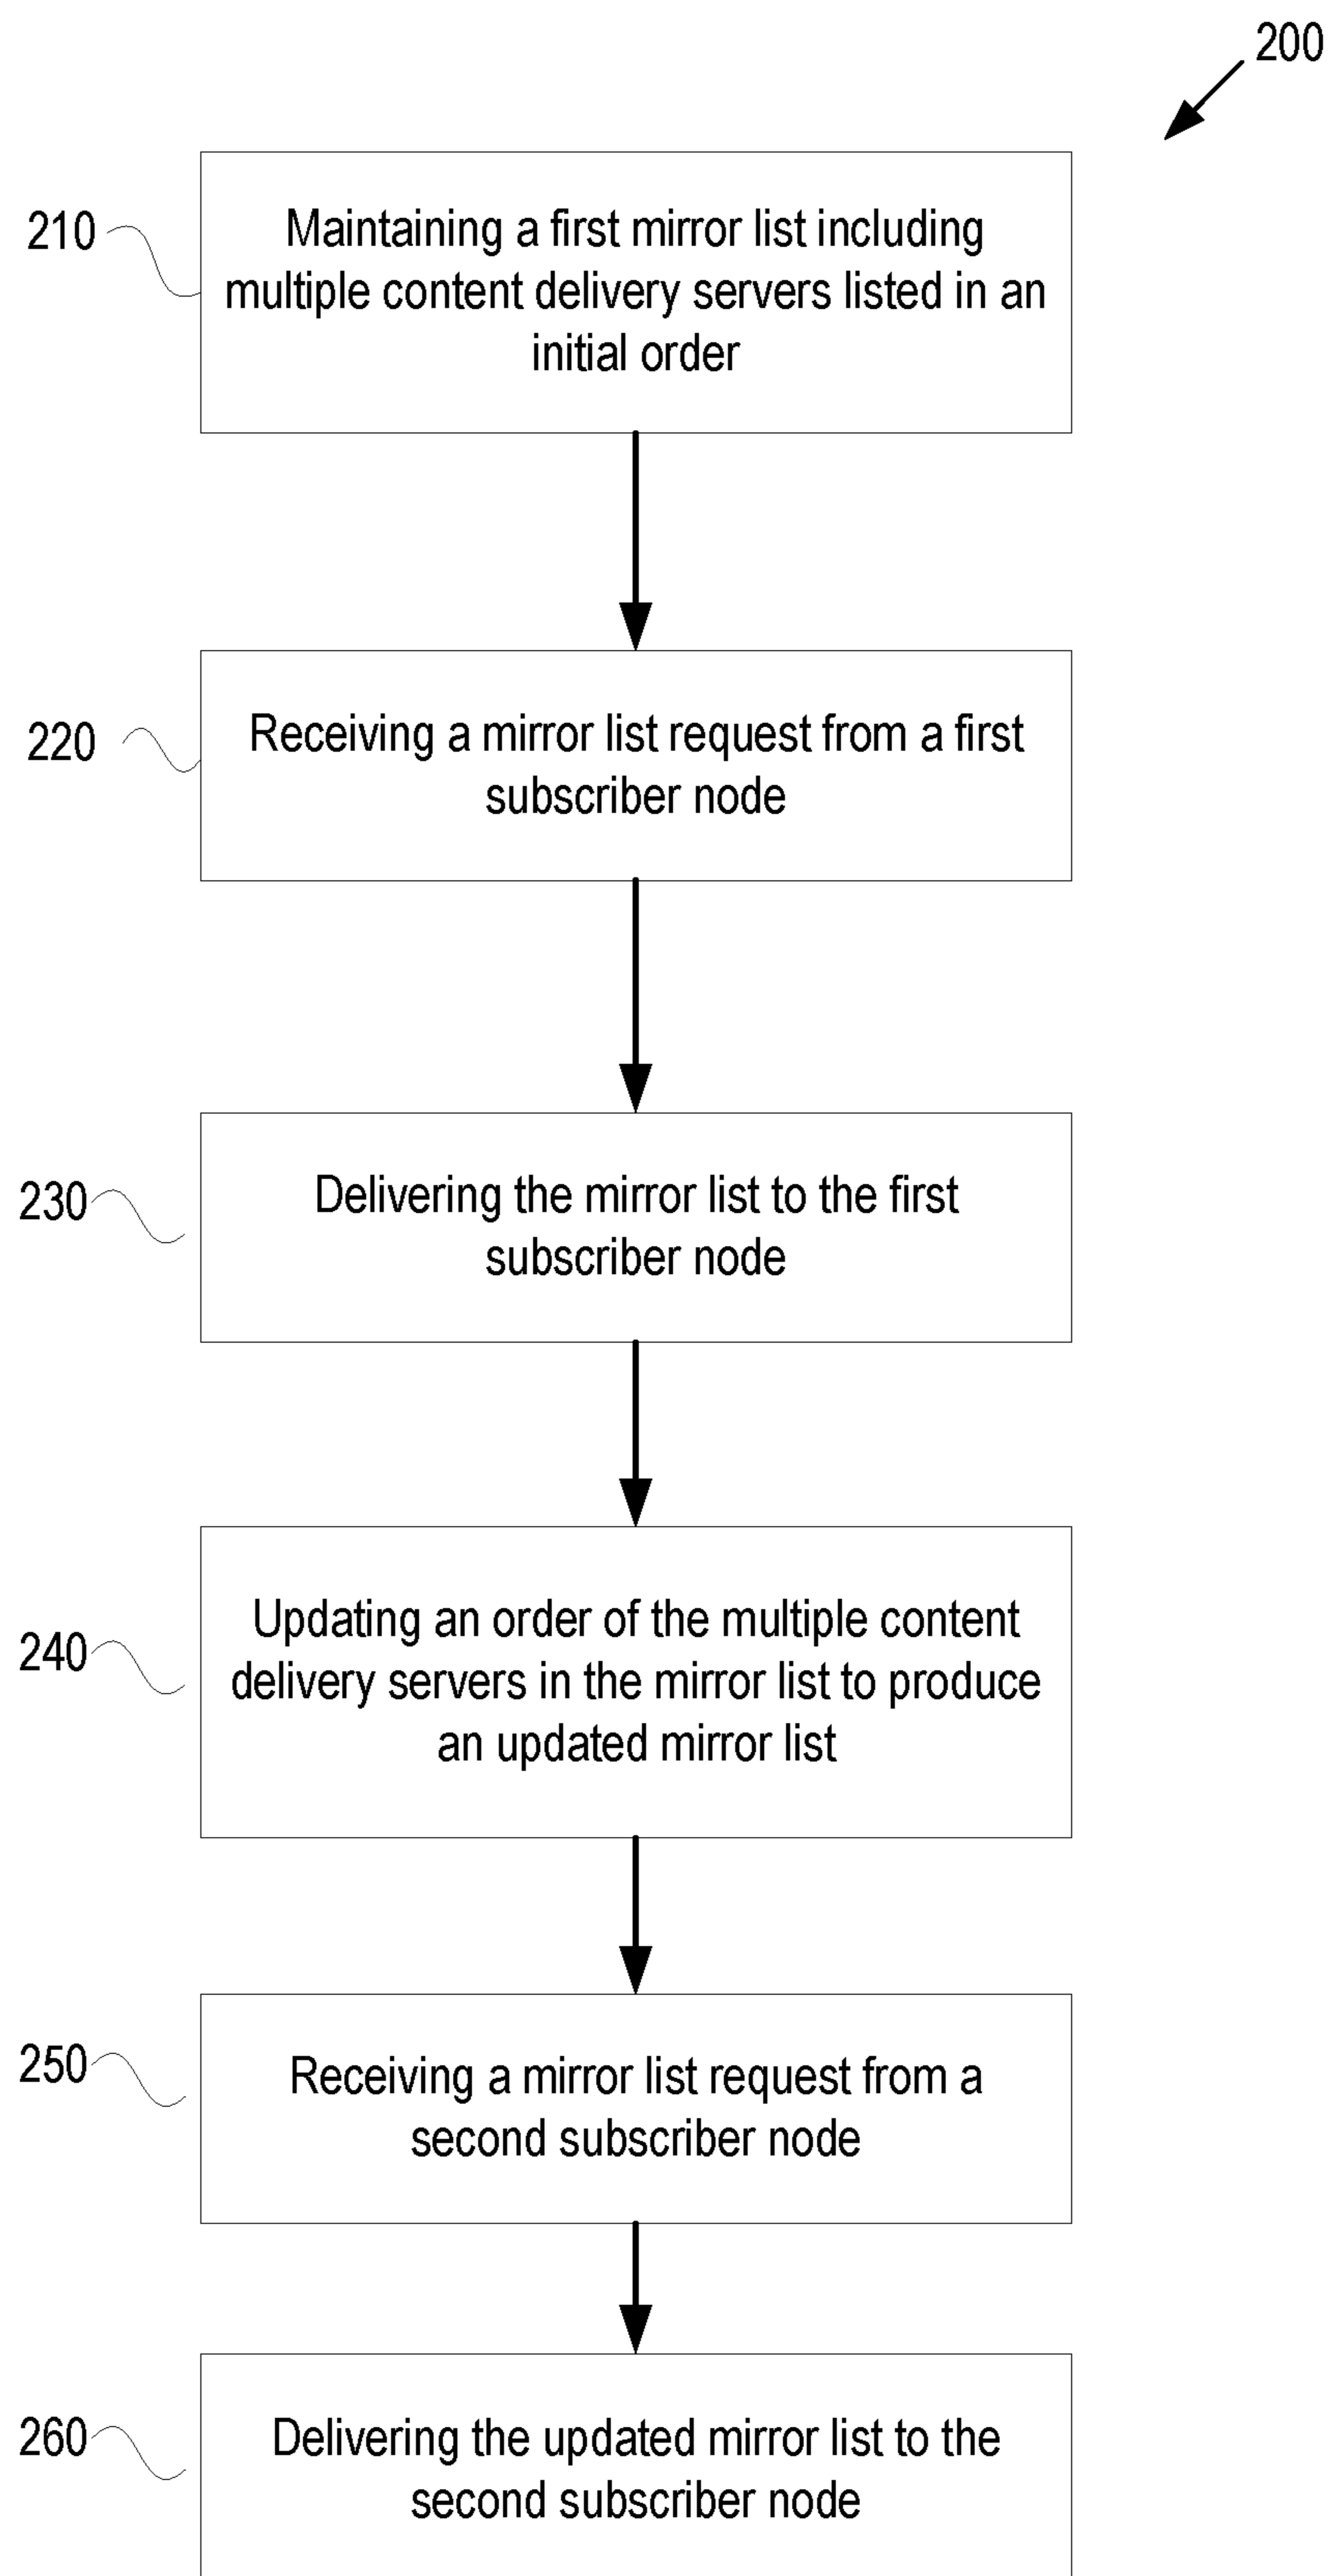 200
210
Maintaining a first mirror list including
multiple content delivery servers listed in an
initial order
220
Receiving a mirror list request from a first
subscriber node
230
Delivering the mirror list to the first
subscriber node
240
Updating an order of the multiple content
delivery servers in the mirror list to produce
an updated mirror list
250
Receiving a mirror list request from a
second subscriber node
260
Delivering the updated mirror list to the
second subscriber node